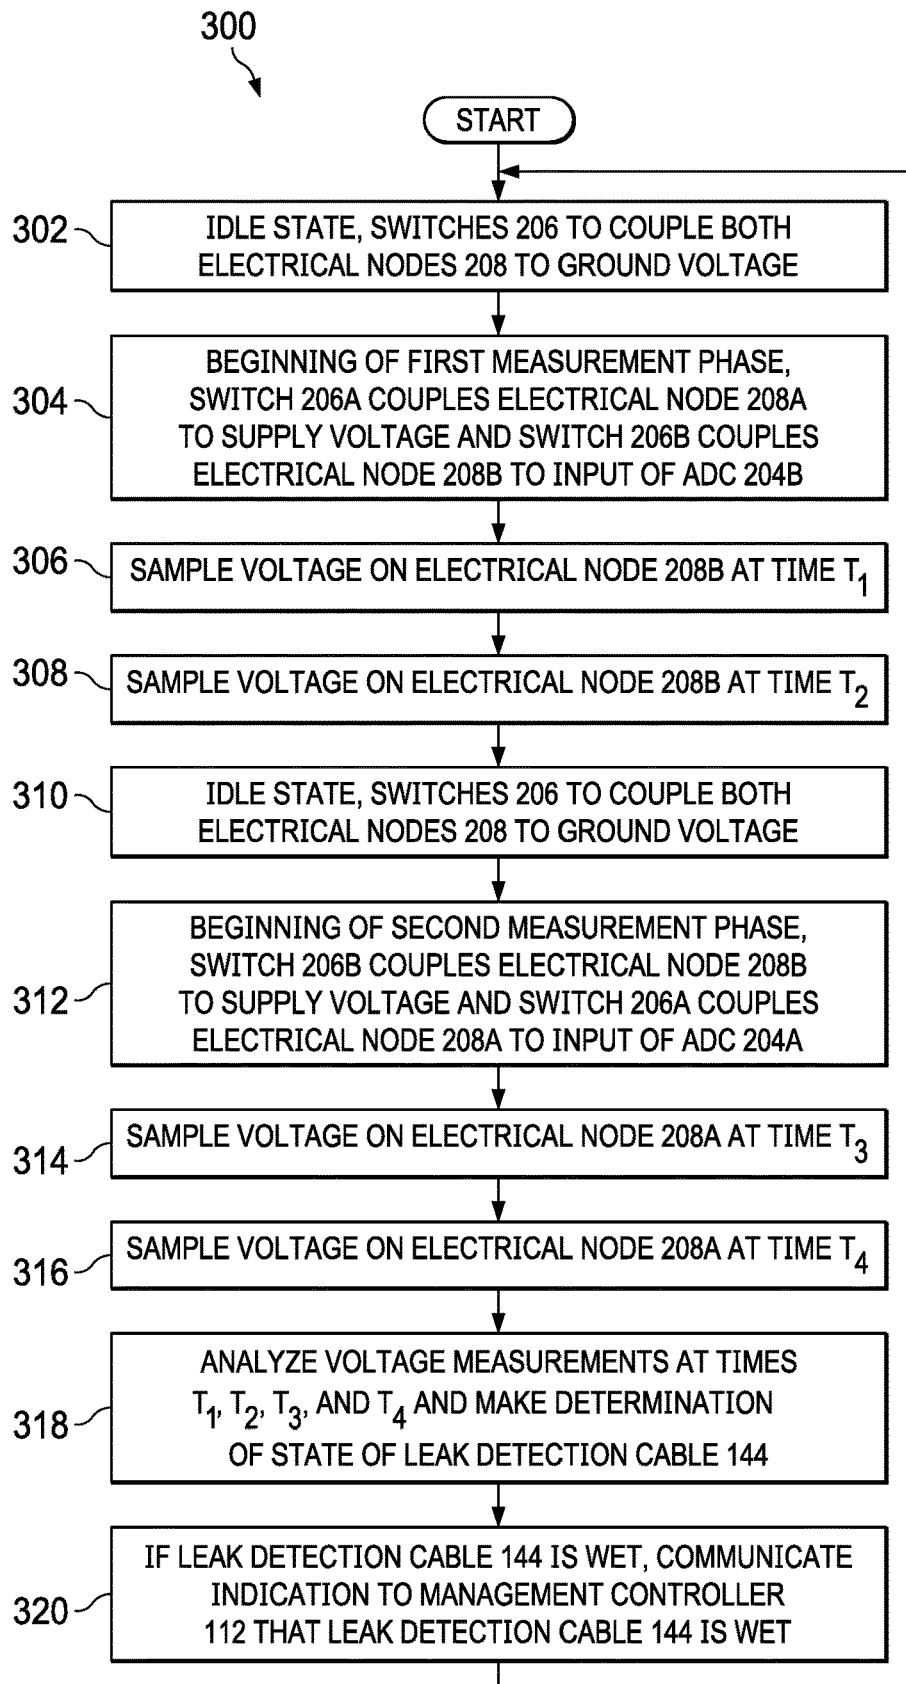 300
START
302
IDLE STATE, SWITCHES 206 TO COUPLE BOTH
ELECTRICAL NODES 208 TO GROUND VOLTAGE
304
BEGINNING OF FIRST MEASUREMENT PHASE,
SWITCH 206A COUPLES ELECTRICAL NODE 208A
TO SUPPLY VOLTAGE AND SWITCH 206B COUPLES
ELECTRICAL NODE 208B TO INPUT OF ADC 204B
306
SAMPLE VOLTAGE ON ELECTRICAL NODE 208B AT TIME T1
308
SAMPLE VOLTAGE ON ELECTRICAL NODE 208B AT TIME T2
310
IDLE STATE, SWITCHES 206 TO COUPLE BOTH
ELECTRICAL NODES 208 TO GROUND VOLTAGE
312
BEGINNING OF SECOND MEASUREMENT PHASE,
SWITCH 206B COUPLES ELECTRICAL NODE 208B
TO SUPPLY VOLTAGE AND SWITCH 206A COUPLES
ELECTRICAL NODE 208A TO INPUT OF ADC 204A
314
SAMPLE VOLTAGE ON ELECTRICAL NODE 208A AT TIME T3
316
SAMPLE VOLTAGE ON ELECTRICAL NODE 208A AT TIME T4
318
ANALYZE VOLTAGE MEASUREMENTS AT TIMES
T1, T2, T3, AND T4 AND MAKE DETERMINATION
OF STATE OF LEAK DETECTION CABLE 144
320
IF LEAK DETECTION CABLE 144 IS WET, COMMUNICATE
INDICATION TO MANAGEMENT CONTROLLER
112 THAT LEAK DETECTION CABLE 144 IS WET